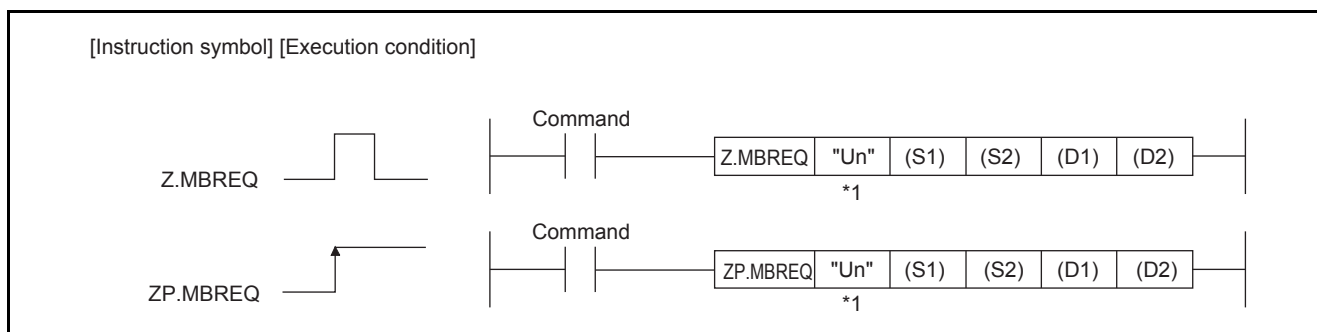 [Instruction symbol] [Execution condition]
Command
Z.MBREQ
Z.MBREQ "Un" (S1) (S2) (D1) (D2)
*1
Command
ZP.MBREQ
ZP.MBREQ "Un" (S1) (S2) (D1) (D2)
*1